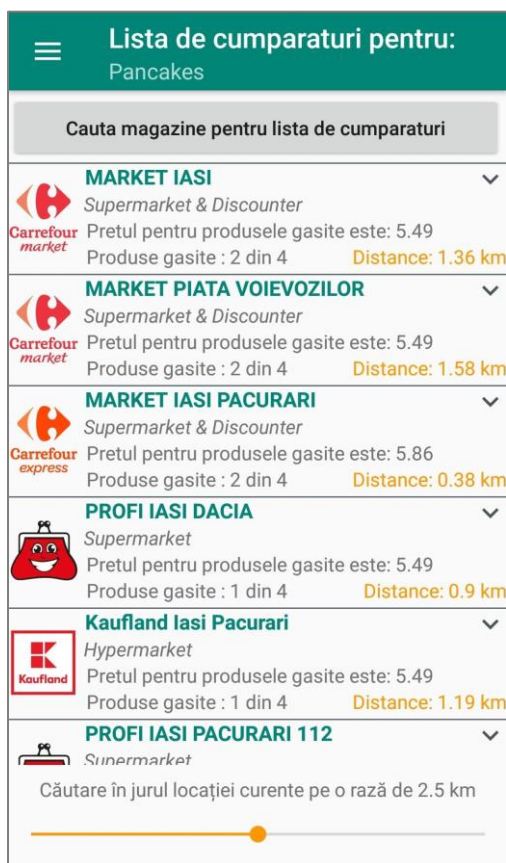 Lista de cumparaturi pentru:
Pancakes
Cauta magazine pentru lista de cumparaturi
MARKET IASI
Supermarket & Discounter
Carrefour
market
Pretul pentru produsele gasite este: 5.49
Produse gasite : 2 din 4
Distance: 1.36 km
MARKET PIATA VOIEVOZILOR
Supermarket & Discounter
Carrefour
market
Pretul pentru produsele gasite este: 5.49
Produse gasite : 2 din 4
Distance: 1.58 km
MARKET IASI PACURARI
Supermarket & Discounter
Carrefour
express
Pretul pentru produsele gasite este: 5.86
Produse gasite : 2 din 4
Distance: 0.38 km
PROFI IASI DACIA
Supermarket
Pretul pentru produsele gasite este: 5.49
Produse gasite : 1 din 4
Distance: 0.9 km
Kaufland Iasi Pacurari
Hypermarket
Kaufland
Pretul pentru produsele gasite este: 5.49
Produse gasite : 1 din 4
Distance: 1.19 km
PROFI IASI PACURARI 112
Supermarket
Căutare în jurul locației curente pe o rază de 2.5 km